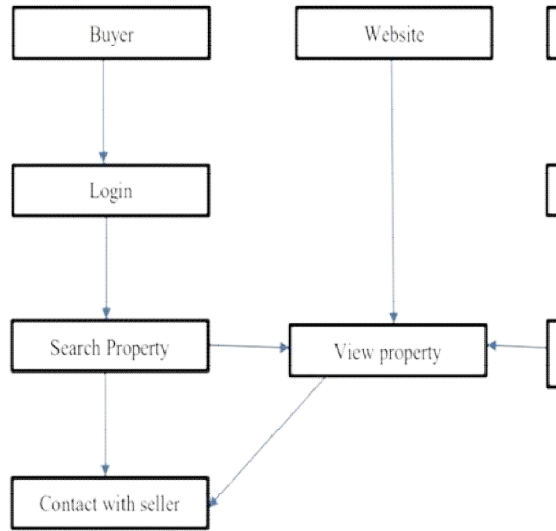 Buyer
Website
Login
Search Property
View property
Contact with seller